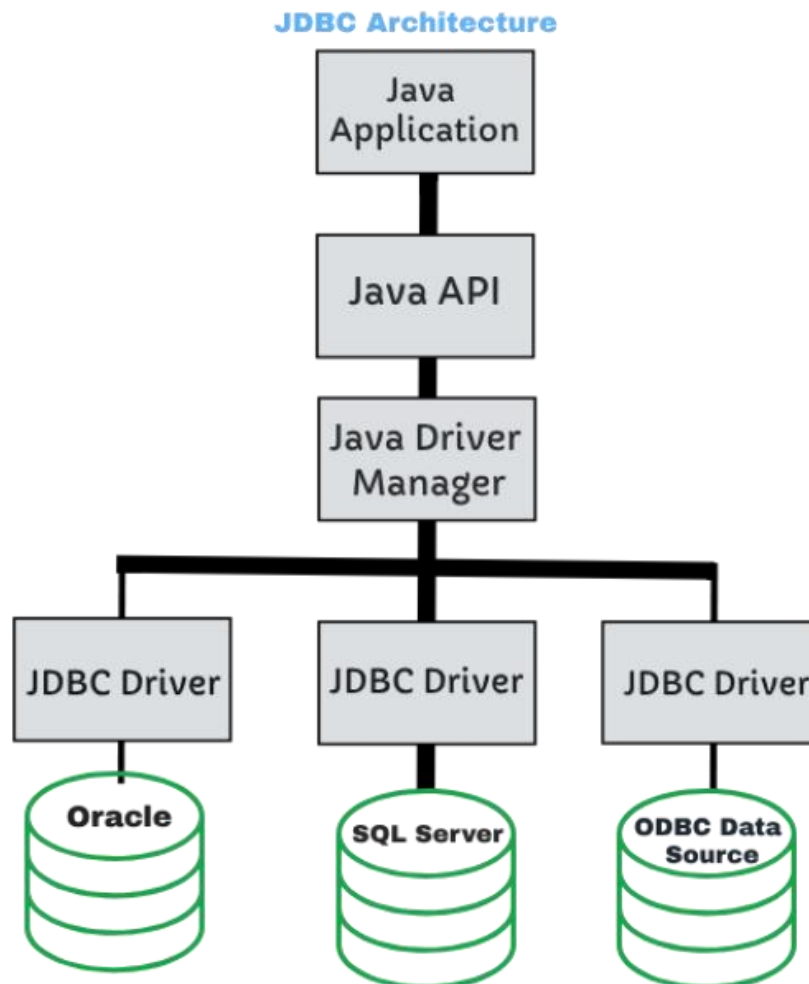 JDBC Architecture
Java
Application
Java API
Java Driver
Manager
JDBC Driver
JDBC Driver
JDBC Driver
Oracle
SQL Server
ODBC Data
Source